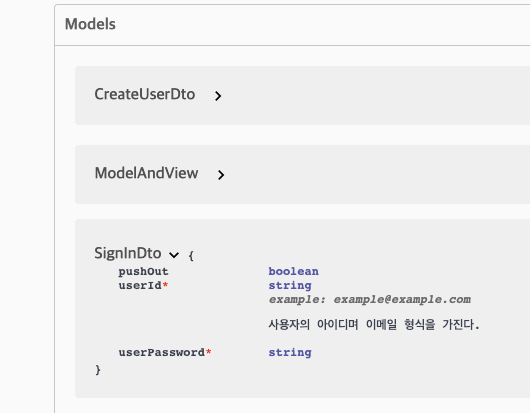 Models
CreateUserDto
ModelAndView
SignInDto {
pushOut boolean
userId* string
example: example@example.com
사용자의 아이디며 이메일 형식을 가진다.
userPassword* string
}